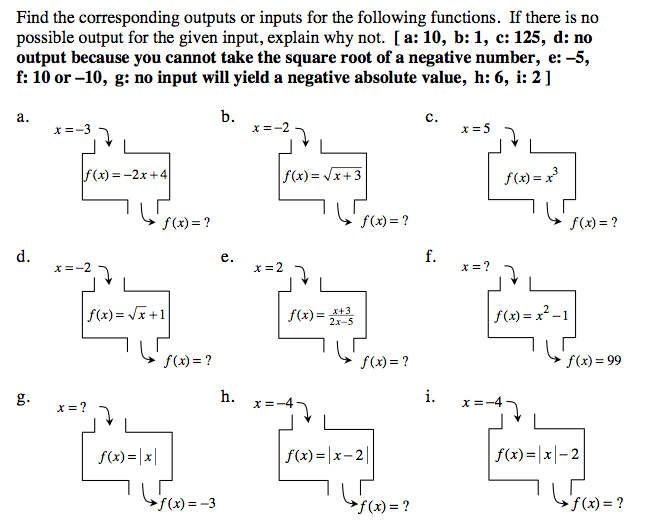 Find the corresponding outputs or inputs for the following functions. If there is no
possible output for the given input, explain why not. [ a: 10, b: 1, c: 125, d: no
output because you cannot take the square root of a negative number, e: –5,
f: 10 or –10, g: no input will yield a negative absolute value, h: 6, i: 2 ]
a. b. c.
x = –3 x = –2 x = 5
f(x) = –2x + 4 f(x) = √(x + 3) f(x) = x³
f(x) = ? f(x) = ? f(x) = ?
d. e. f.
x = –2 x = 2 x = ?
f(x) = √x + 1 f(x) = (x+3)/(2x–5) f(x) = x² – 1
f(x) = ? f(x) = ? f(x) = 99
g. h. i.
x = ? x = –4 x = –4
f(x) = |x| f(x) = |x – 2| f(x) = |x| – 2
f(x) = –3 f(x) = ? f(x) = ?